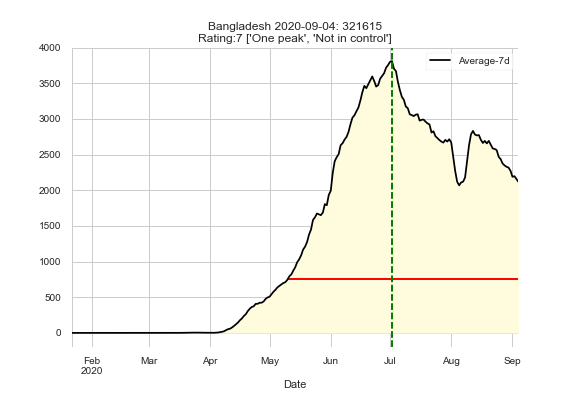 Bangladesh 2020-09-04: 321615
Rating:7 ['One peak', 'Not in control']
Average-7d
4000
3500
3000
2500
2000
1500
1000
500
0
Feb Mar Apr May Jun Jul Aug Sep
2020
Date